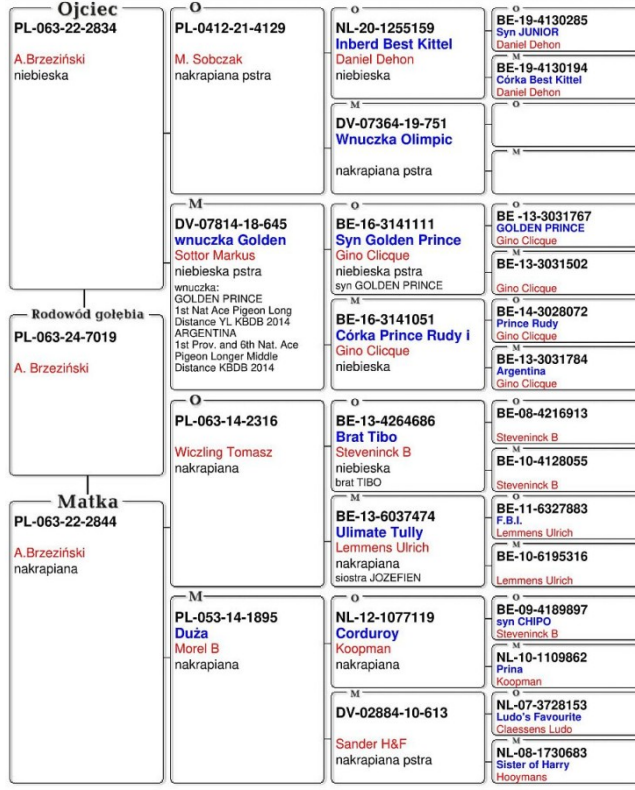 Ojciec
PL-063-22-2834
A.Brzeziński
niebieska
Rodowód gołębia
PL-063-24-7019
A. Brzeziński
Matka
PL-063-22-2844
A.Brzeziński
nakrapiana
O
PL-0412-21-4129
M. Sobczak
nakrapiana pstra
M
DV-07814-18-645
wnuczka Golden
Sottor Markus
niebieska pstra
wnuczka:
GOLDEN PRINCE
1st Nat Ace Pigeon Long
Distance YL KBDB 2014
ARGENTINA
1st Prov. and 6th Nat. Ace
Pigeon Longer Middle
Distance KBDB 2014
O
PL-063-14-2316
Wiczling Tomasz
nakrapiana
M
PL-053-14-1895
Duża
Morel B
nakrapiana
O
NL-20-1255159
Inberd Best Kittel
Daniel Dehon
niebieska
M
DV-07364-19-751
Wnuczka Olimpic
nakrapiana pstra
O
BE-16-3141111
Syn Golden Prince
Gino Clicque
niebieska pstra
syn GOLDEN PRINCE
M
BE-16-3141051
Córka Prince Rudy i
Gino Clicque
niebieska
O
BE-13-4264686
Brat Tibo
Steveninck B
niebieska
brat TIBO
M
BE-13-6037474
Ulimate Tully
Lemmens Ulrich
nakrapiana
siostra JOZEFIEN
O
NL-12-1077119
Corduroy
Koopman
nakrapiana
M
DV-02884-10-613
Sander H&F
nakrapiana pstra
O
BE-19-4130285
Syn JUNIOR
Daniel Dehon
M
BE-19-4130194
Córka Best Kittel
Daniel Dehon
O
M
O
BE -13-3031767
GOLDEN PRINCE
Gino Clicque
M
BE-13-3031502
Gino Clicque
O
BE-14-3028072
Prince Rudy
Gino Clicque
M
BE-13-3031784
Argentina
Gino Clicque
O
BE-08-4216913
Steveninck B
M
BE-10-4128055
Steveninck B
O
BE-11-6327883
F.B.I.
Lemmens Ulrich
M
BE-10-6195316
Lemmens Ulrich
O
BE-09-4189897
syn CHIPO
Steveninck B
M
NL-10-1109862
Prina
Koopman
O
NL-07-3728153
Ludo's Favourite
Claessens Ludo
M
NL-08-1730683
Sister of Harry
Hooymans